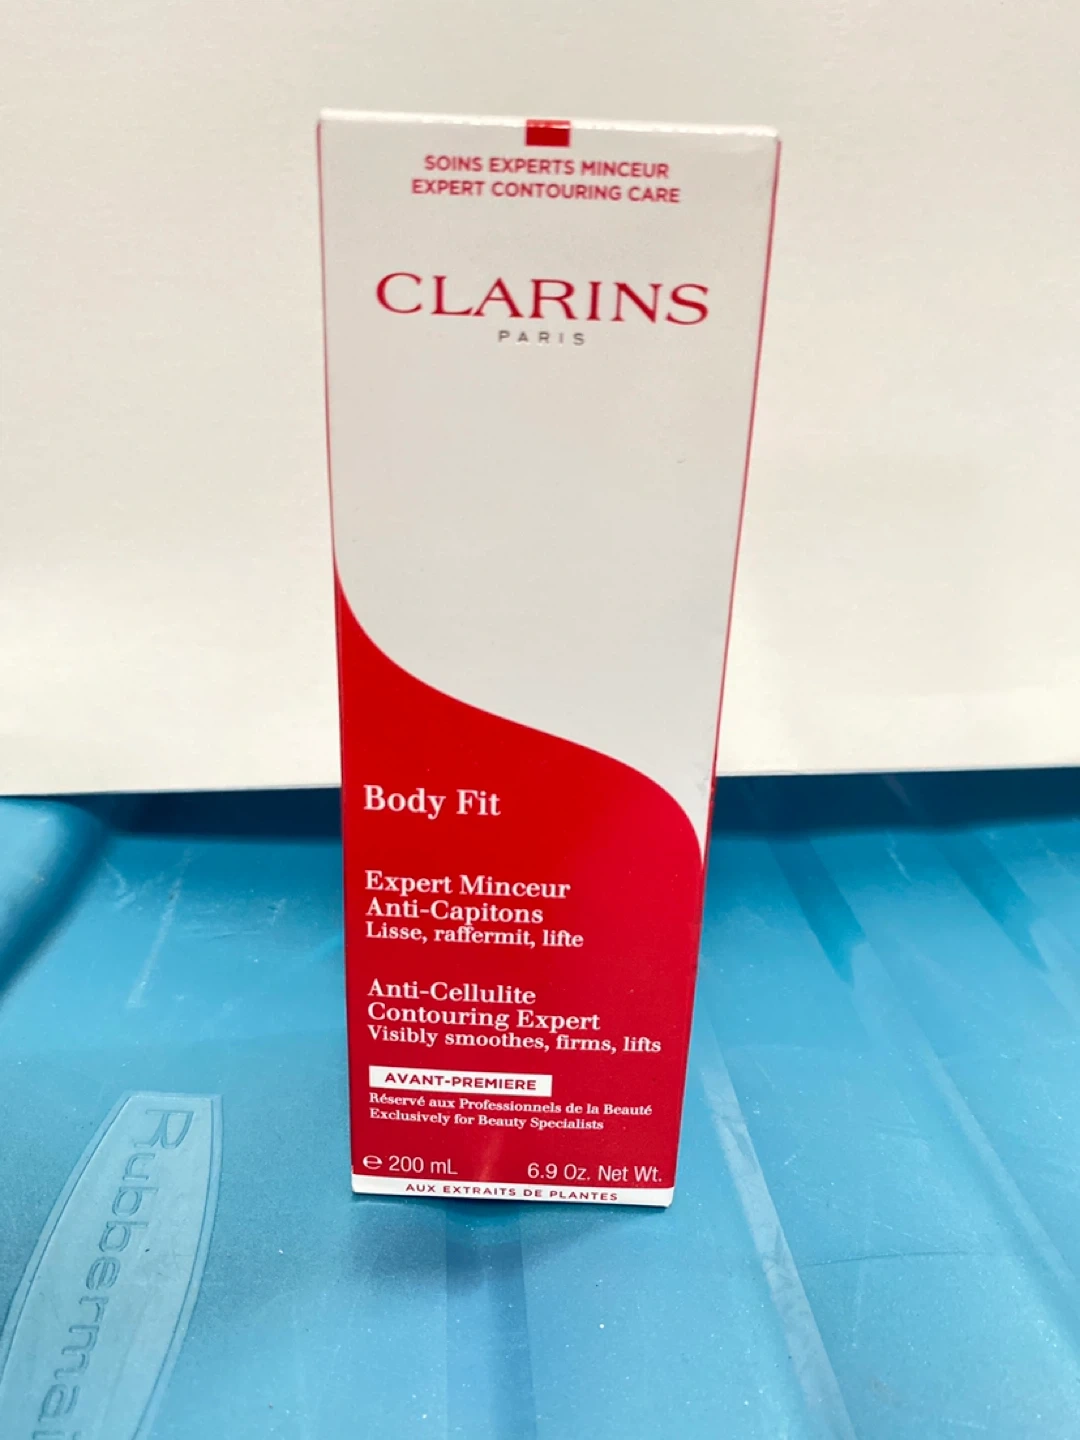 SOINS EXPERTS MINCEUR
EXPERT CONTOURING CARE
CLARINS
PARIS
Body Fit
Expert Minceur
Anti-Capitons
Lisse, raffermit, lifte
Anti-Cellulite
Contouring Expert
Visibly smoothes, firms, lifts
AVANT-PREMIERE
Réservé aux Professionnels de la Beauté
Exclusively for Beauty Specialists
℮ 200 mL 6.9 Oz. Net Wt.
AUX EXTRAITS DE PLANTES
Rubbermai